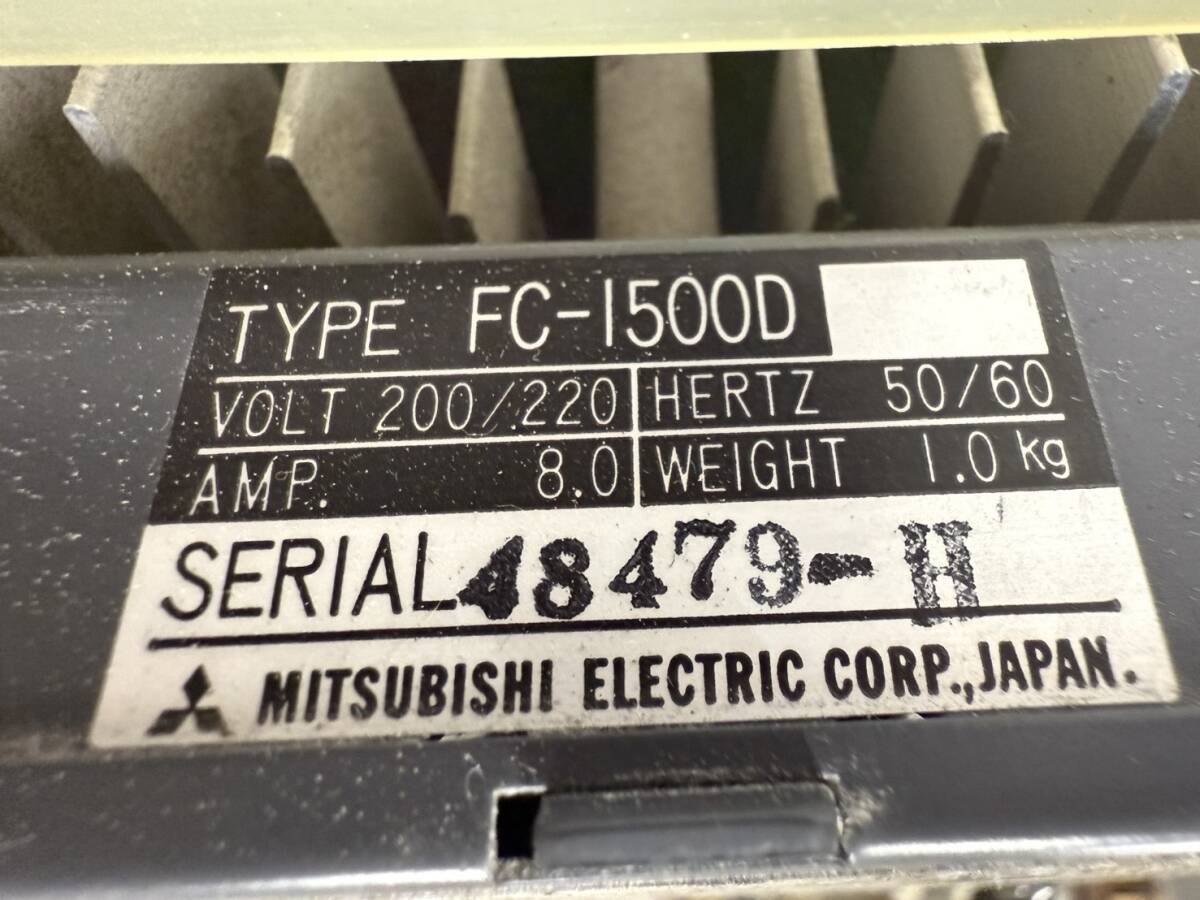 TYPE FC-1500D
VOLT 200/220 HERTZ 50/60
AMP. 8.0 WEIGHT 1.0 kg
SERIAL 48479-H
MITSUBISHI ELECTRIC CORP., JAPAN.